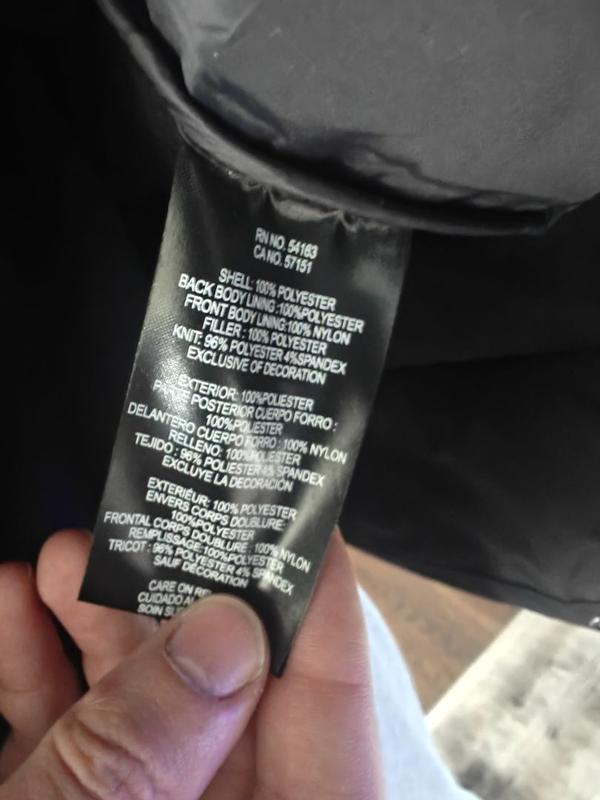 RN NO. 54163
CA NO. 57151
SHELL: 100% POLYESTER
BACK BODY LINING :100%POLYESTER
FRONT BODY LINING:100% NYLON
FILLER : 100% POLYESTER
KNIT: 96% POLYESTER 4%SPANDEX
EXCLUSIVE OF DECORATION
EXTERIOR: 100%POLIESTER
PARTE POSTERIOR CUERPO FORRO :
100%POLIESTER
DELANTERO CUERPO FORRO : 100% NYLON
RELLENO: 100%POLIESTER
TEJIDO : 96% POLIESTER 4% SPANDEX
EXCLUYE LA DECORACIÓN
EXTERIEUR: 100% POLYESTER
ENVERS CORPS DOUBLURE:
100%POLYESTER
FRONTAL CORPS DOUBLURE : 100% NYLON
REMPLISSAGE:100%POLYESTER
TRICOT : 96% POLYESTER 4% SPANDEX
SAUF DECORATION
CARE ON
CUIDADO
SOIN